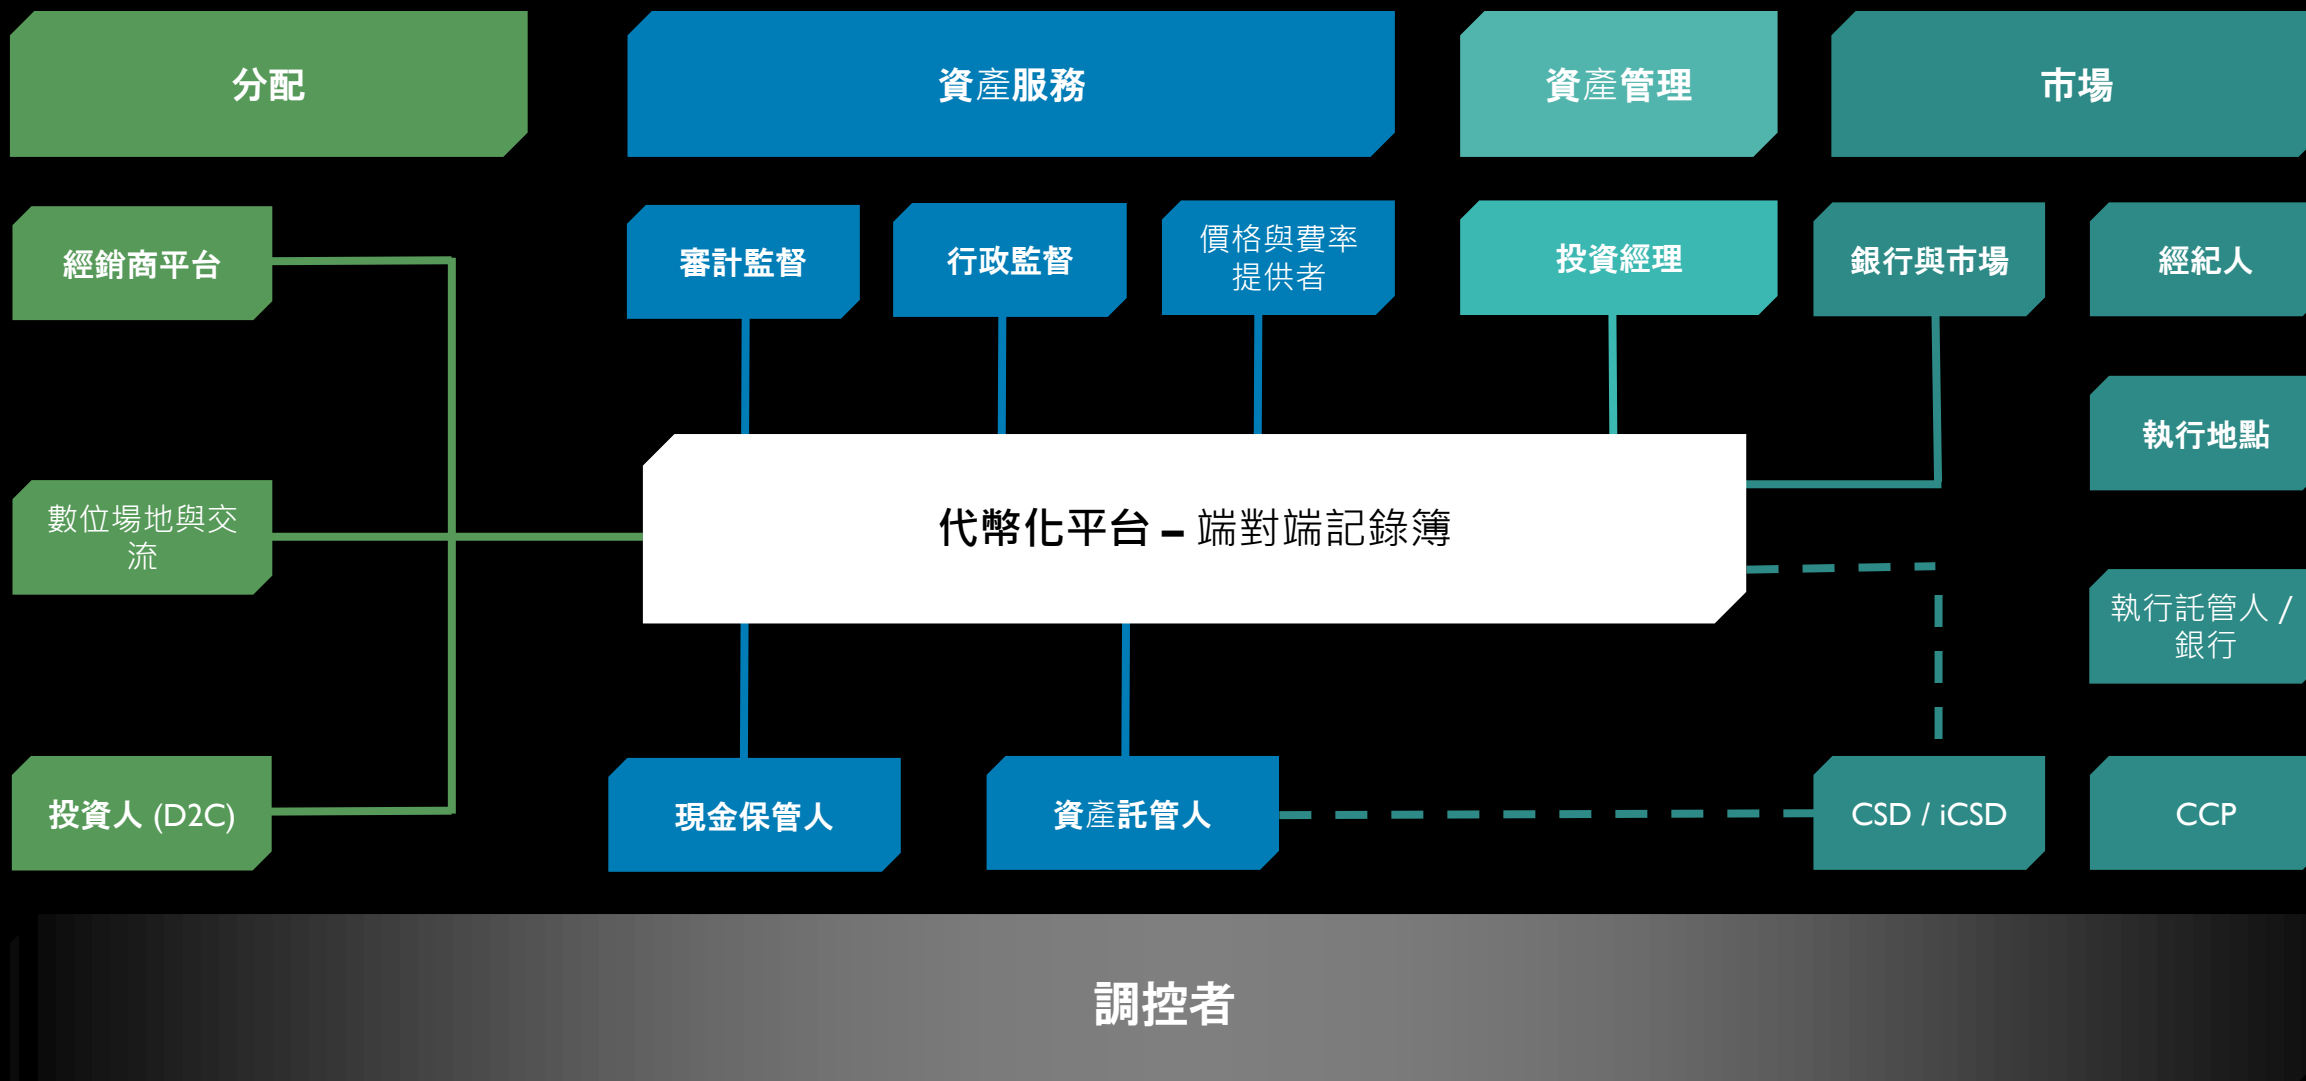 分配
資產服務
資產管理
市場
經銷商平台
審計監督
行政監督
價格與費率
提供者
投資經理
銀行與市場
經紀人
執行地點
數位場地與交
流
代幣化平台 – 端對端記錄簿
執行託管人 /
銀行
投資人 (D2C)
現金保管人
資產託管人
CSD / iCSD
CCP
調控者